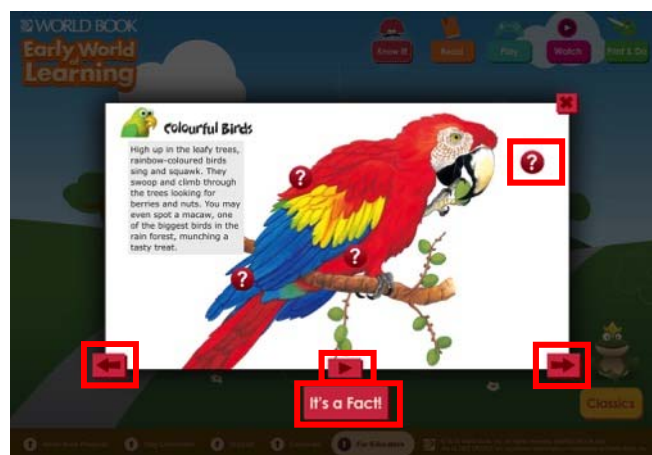 WORLD BOOK
Early World
of
Learning
Know It!
Read
Play
Watch
Print & Do
Colourful Birds
High up in the leafy trees,
rainbow-coloured birds
sing and squawk. They
swoop and climb through
the trees looking for
berries and nuts. You may
even spot a macaw, one
of the biggest birds in the
rain forest, munching a
tasty treat.
?
?
?
?
It's a Fact!
Classics
For Educators